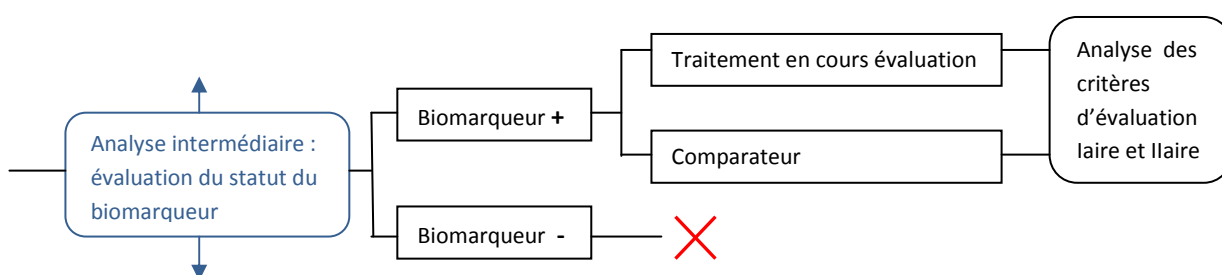 Analyse intermédiaire :
évaluation du statut du
biomarqueur
Biomarqueur +
Biomarqueur -
Traitement en cours évaluation
Comparateur
Analyse des
critères
d’évaluation
Iaire et IIaire